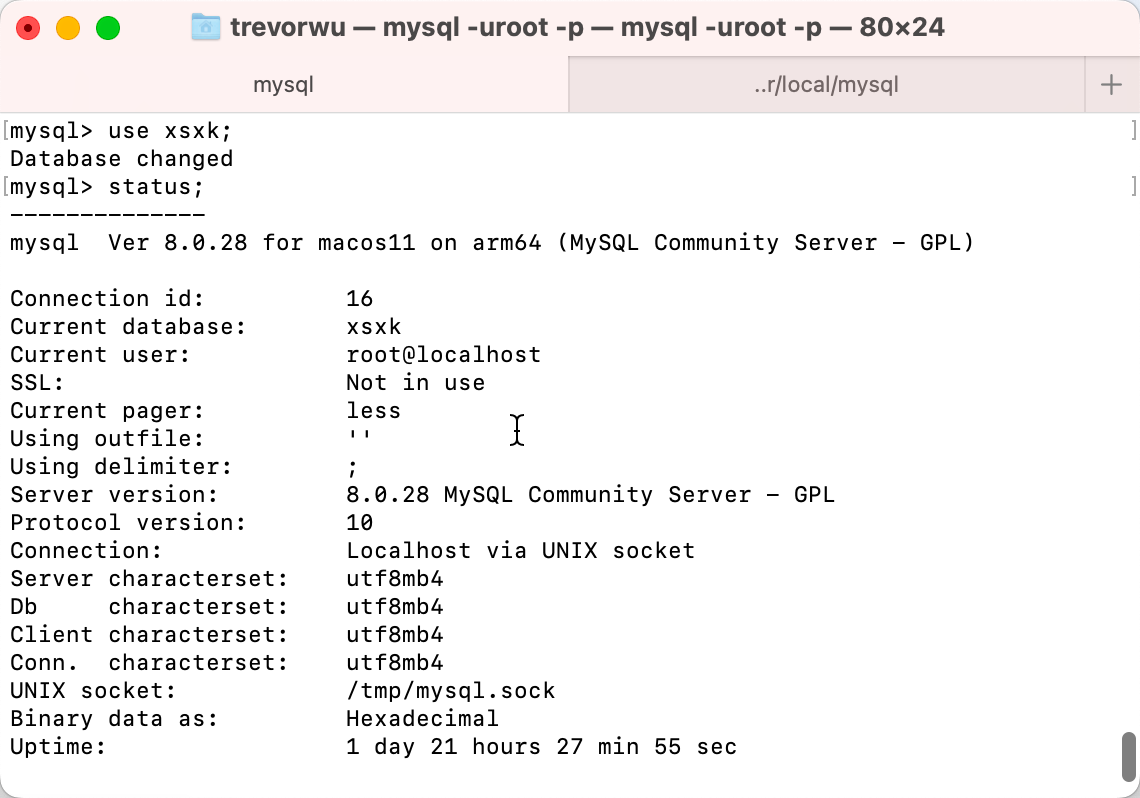 trevorwu — mysql -uroot -p — mysql -uroot -p — 80×24
mysql
..r/local/mysql
[mysql> use xsxk; ]
Database changed
[mysql> status; ]
--------------
mysql  Ver 8.0.28 for macos11 on arm64 (MySQL Community Server - GPL)

Connection id:          16
Current database:       xsxk
Current user:           root@localhost
SSL:                    Not in use
Current pager:          less
Using outfile:          ''
Using delimiter:        ;
Server version:         8.0.28 MySQL Community Server - GPL
Protocol version:       10
Connection:             Localhost via UNIX socket
Server characterset:    utf8mb4
Db     characterset:    utf8mb4
Client characterset:    utf8mb4
Conn.  characterset:    utf8mb4
UNIX socket:            /tmp/mysql.sock
Binary data as:         Hexadecimal
Uptime:                 1 day 21 hours 27 min 55 sec